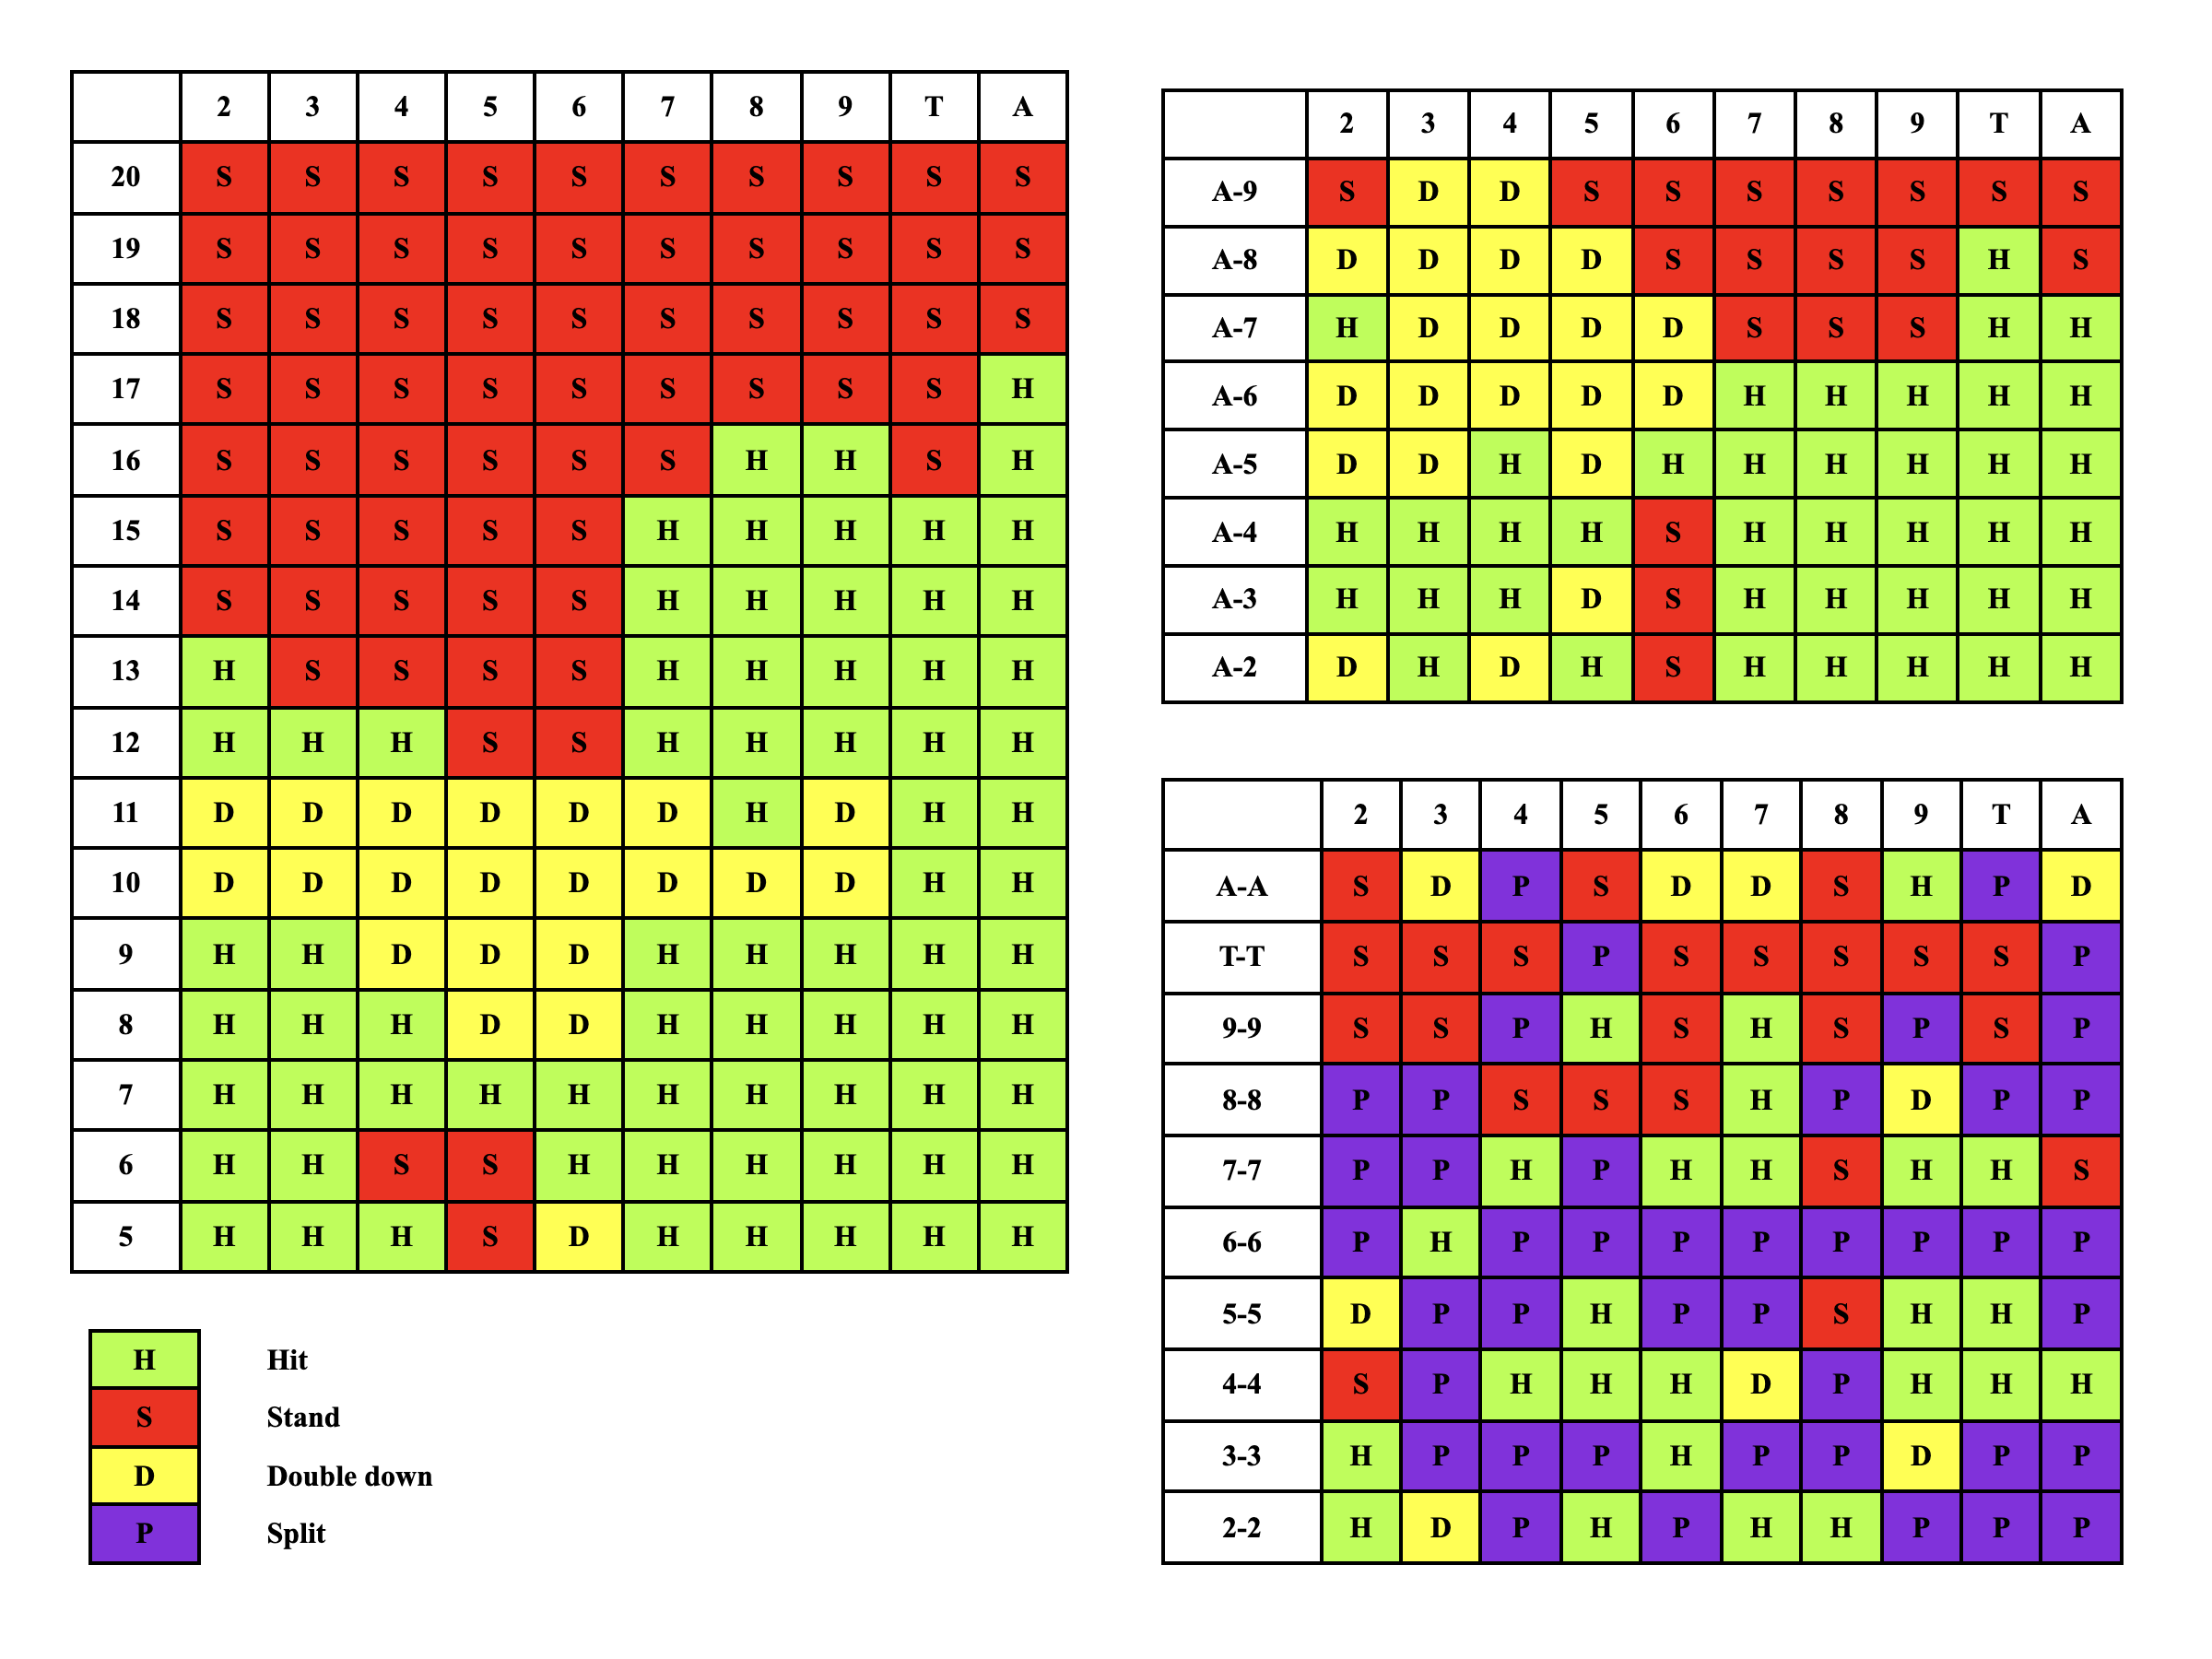 2 3 4 5 6 7 8 9 T A
20 S S S S S S S S S S
19 S S S S S S S S S S
18 S S S S S S S S S S
17 S S S S S S S S S H
16 S S S S S S H H S H
15 S S S S S H H H H H
14 S S S S S H H H H H
13 H S S S S H H H H H
12 H H H S S H H H H H
11 D D D D D D H D H H
10 D D D D D D D D H H
9 H H D D D H H H H H
8 H H H D D H H H H H
7 H H H H H H H H H H
6 H H S S H H H H H H
5 H H H S D H H H H H
H Hit
S Stand
D Double down
P Split
2 3 4 5 6 7 8 9 T A
A-9 S D D S S S S S S S
A-8 D D D D S S S S H S
A-7 H D D D D S S S H H
A-6 D D D D D H H H H H
A-5 D D H D H H H H H H
A-4 H H H H S H H H H H
A-3 H H H D S H H H H H
A-2 D H D H S H H H H H
2 3 4 5 6 7 8 9 T A
A-A S D P S D D S H P D
T-T S S S P S S S S S P
9-9 S S P H S H S P S P
8-8 P P S S S H P D P P
7-7 P P H P H H S H H S
6-6 P H P P P P P P P P
5-5 D P P H P P S H H P
4-4 S P H H H D P H H H
3-3 H P P P H P P D P P
2-2 H D P H P H H P P P